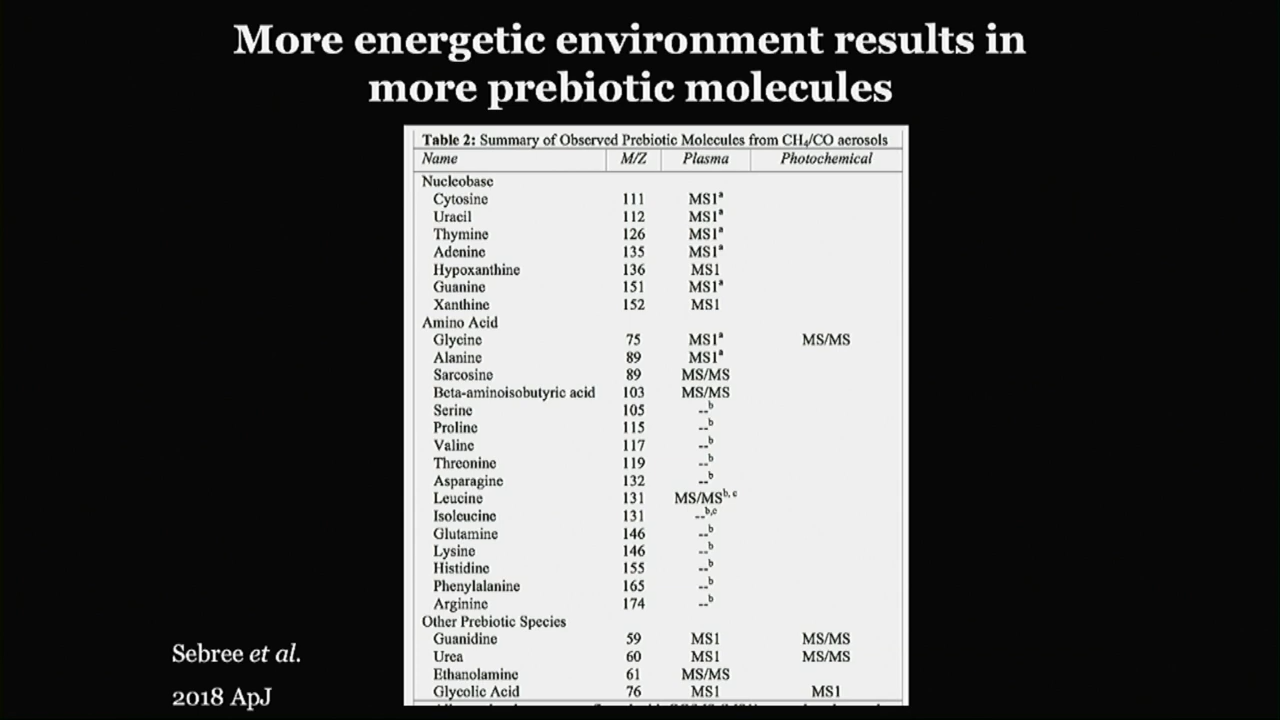 More energetic environment results in
more prebiotic molecules
Table 2: Summary of Observed Prebiotic Molecules from CH₄/CO aerosols
Name M/Z Plasma Photochemical
Nucleobase
Cytosine 111 MS1ᵃ
Uracil 112 MS1ᵃ
Thymine 126 MS1ᵃ
Adenine 135 MS1ᵃ
Hypoxanthine 136 MS1
Guanine 151 MS1ᵃ
Xanthine 152 MS1
Amino Acid
Glycine 75 MS1ᵃ MS/MS
Alanine 89 MS1ᵃ
Sarcosine 89 MS/MS
Beta-aminoisobutyric acid 103 MS/MS
Serine 105 --ᵇ
Proline 115 --ᵇ
Valine 117 --ᵇ
Threonine 119 --ᵇ
Asparagine 132 --ᵇ
Leucine 131 MS/MSᵇ, ᶜ
Isoleucine 131 --ᵇ,ᶜ
Glutamine 146 --ᵇ
Lysine 146 --ᵇ
Histidine 155 --ᵇ
Phenylalanine 165 --ᵇ
Arginine 174 --ᵇ
Other Prebiotic Species
Guanidine 59 MS1 MS/MS
Urea 60 MS1 MS/MS
Ethanolamine 61 MS/MS
Glycolic Acid 76 MS1 MS1
Sebree et al.
2018 ApJ